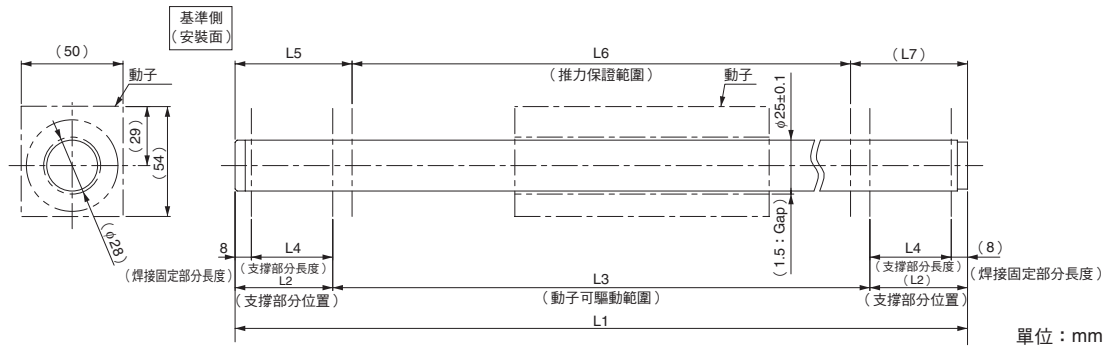 基準側
（安裝面）
（50）
動子
（29）
（54）
（φ28）
L5
L6
（推力保證範圍）
（L7）
動子
φ25±0.1
（1.5：Gap）
8
（焊接固定部分長度）
L4
（支撐部分長度）
L2
（支撐部分位置）
L3
（動子可驅動範圍）
L4
（支撐部分長度）
（L2）
（支撐部分位置）
（8）
（焊接固定部分長度）
L1
單位：mm